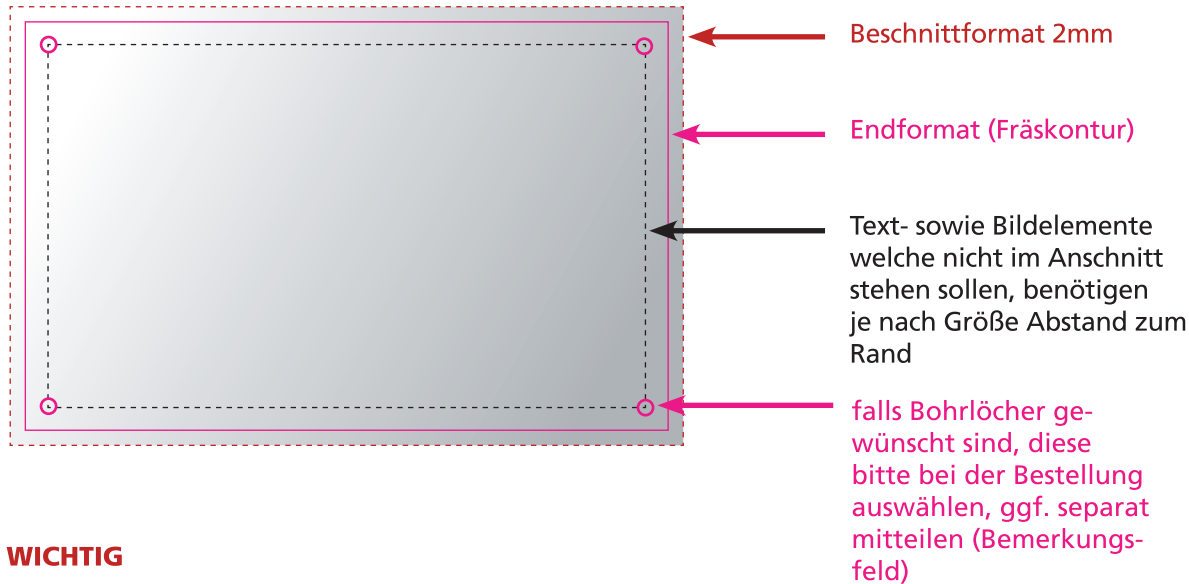 Beschnittformat 2mm
Endformat (Fräskontur)
Text- sowie Bildelemente
welche nicht im Anschnitt
stehen sollen, benötigen
je nach Größe Abstand zum
Rand
falls Bohrlöcher ge-
wünscht sind, diese
bitte bei der Bestellung
auswählen, ggf. separat
mitteilen (Bemerkungs-
feld)
WICHTIG